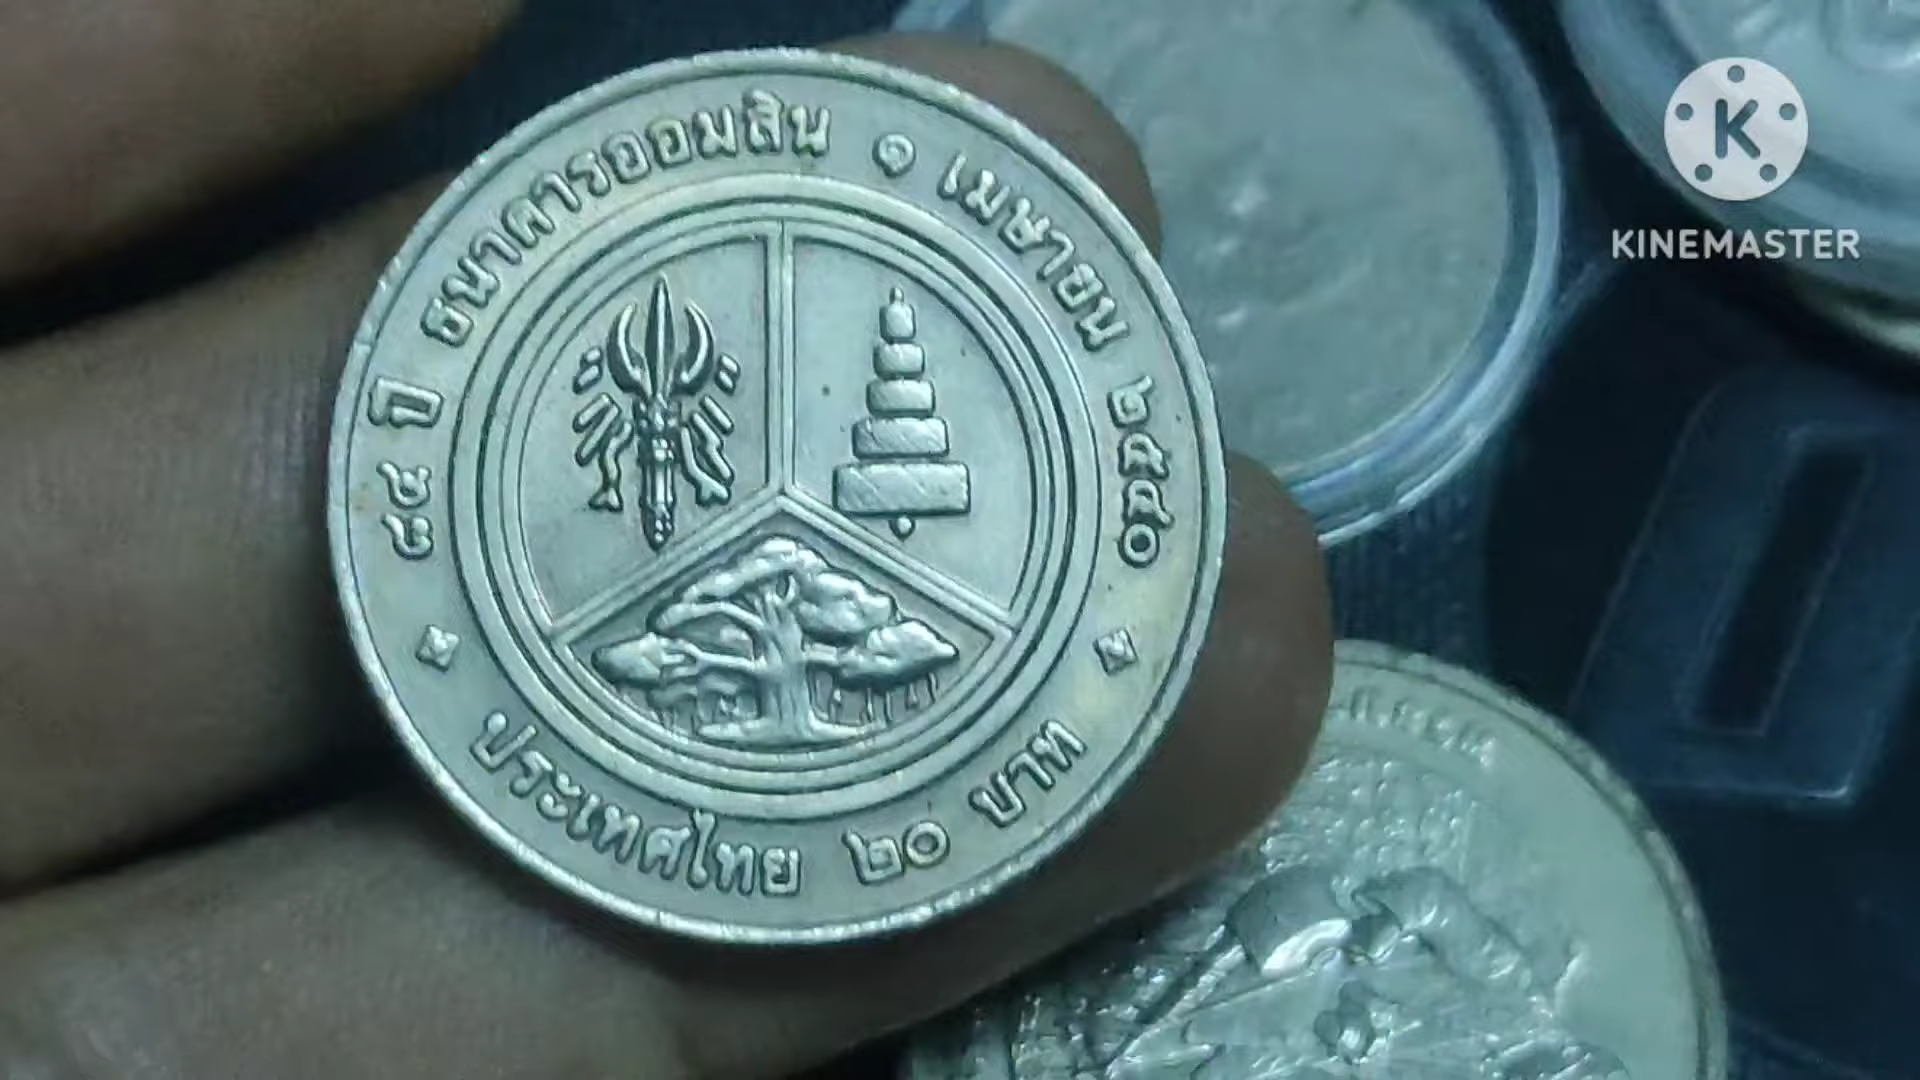 ๘๔ ปี ธนาคารออมสิน ๑ เมษายน ๒๕๔๐
ประเทศไทย ๒๐ บาท
K
KINEMASTER